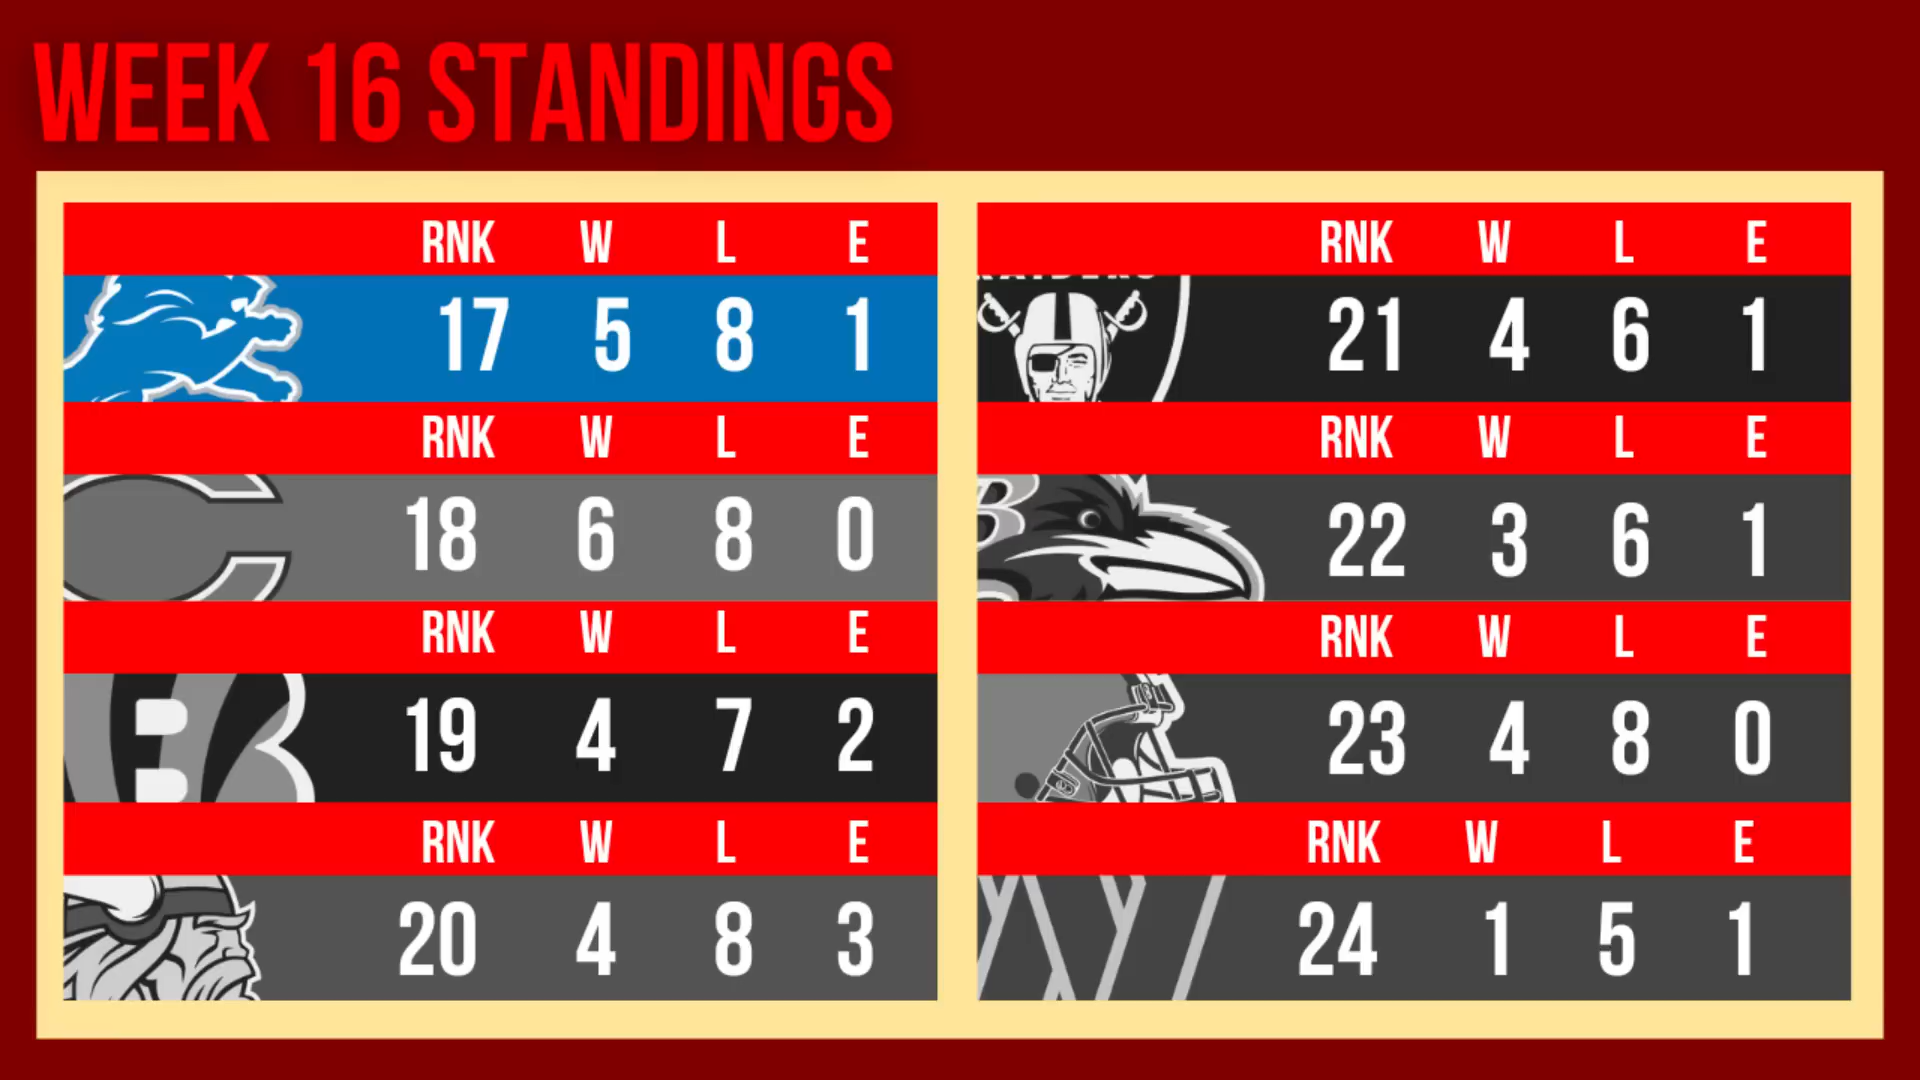 WEEK 16 STANDINGS
RNK W L E
17 5 8 1
RNK W L E
18 6 8 0
RNK W L E
19 4 7 2
RNK W L E
20 4 8 3
RNK W L E
RAIDERS
21 4 6 1
RNK W L E
B
22 3 6 1
RNK W L E
23 4 8 0
RNK W L E
24 1 5 1